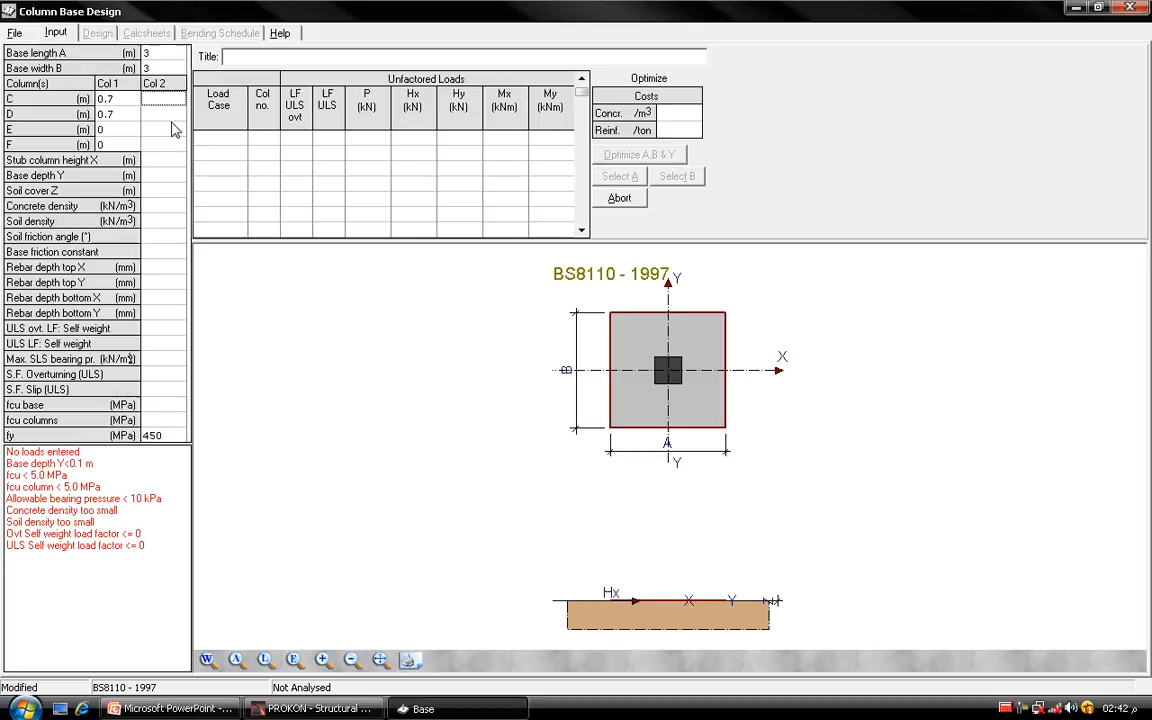 Column Base Design
File Input Design Calcsheets Bending Schedule Help
Base length A (m) 3
Base width B (m) 3
Column(s) Col 1 Col 2
C (m) 0.7
D (m) 0.7
E (m) 0
F (m) 0
Stub column height X (m)
Base depth Y (m)
Soil cover Z (m)
Concrete density (kN/m3)
Soil density (kN/m3)
Soil friction angle (°)
Base friction constant
Rebar depth top X (mm)
Rebar depth top Y (mm)
Rebar depth bottom X (mm)
Rebar depth bottom Y (mm)
ULS ovt. LF: Self weight
ULS LF: Self weight
Max. SLS bearing pr. (kN/m²)
S.F. Overturning (ULS)
S.F. Slip (ULS)
fcu base (MPa)
fcu columns (MPa)
fy (MPa) 450
No loads entered
Base depth Y<0.1 m
fcu < 5.0 MPa
fcu column < 5.0 MPa
Allowable bearing pressure < 10 kPa
Concrete density too small
Soil density too small
Ovt Self weight load factor <= 0
ULS Self weight load factor <= 0
Title:
Unfactored Loads
Load Case
Col no.
LF ULS ovt
LF ULS
P (kN)
Hx (kN)
Hy (kN)
Mx (kNm)
My (kNm)
Optimize
Costs
Concr. /m3
Reinf. /ton
Optimize A,B & Y
Select A Select B
Abort
BS8110 - 1997
Y
X
B
A
Y
Hx
X
Y
W A L E
Modified BS8110 - 1997 Not Analysed
Microsoft PowerPoint -... PROKON - Structural ... Base
02:42 م